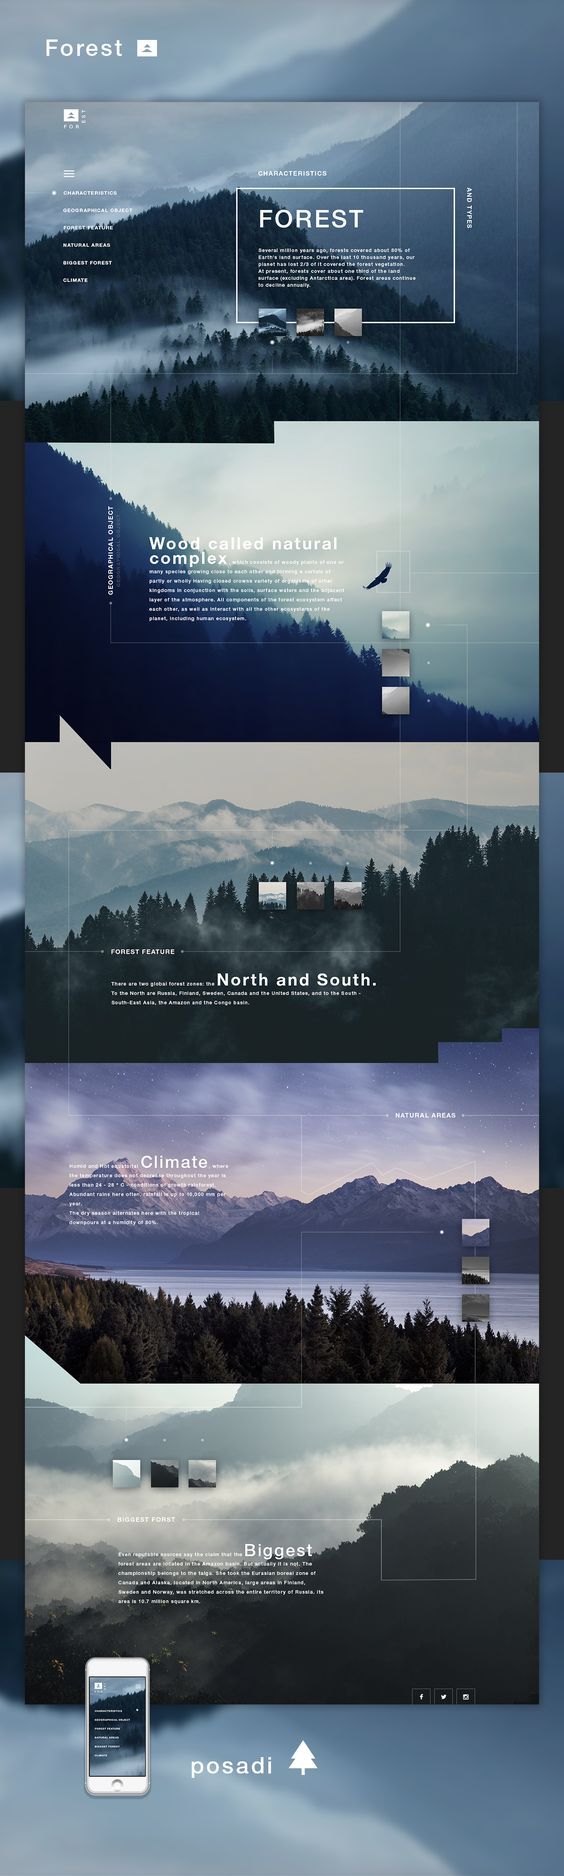 Forest
FOR
EST
CHARACTERISTICS
GEOGRAPHICAL OBJECT
FOREST FEATURE
NATURAL AREAS
BIGGEST FOREST
CLIMATE
CHARACTERISTICS
AND TYPES
FOREST
Several million years ago, forests covered about 80% of
Earth's land surface. Over the last 10 thousand years, our
planet has lost 2/3 of it covered the forest vegetation.
At present, forests cover about one third of the land
surface (excluding Antarctica area). Forest areas continue
to decline annually.
GEOGRAPHICAL OBJECT
GEOGRAPHICAL OBJECT
Wood called natural
complex, which consists of woody plants of one or
many species growing close to each other and forming a curtain of
partly or wholly Having closed crowns variety of organisms of other
kingdoms in conjunction with the soils, surface waters and the adjacent
layer of the atmosphere. All components of the forest ecosystem affect
each other, as well as interact with all the other ecosystems of the
planet, including human ecosystem.
FOREST FEATURE
There are two global forest zones: the North and South.
To the North are Russia, Finland, Sweden, Canada and the United States, and to the South -
South-East Asia, the Amazon and the Congo basin.
NATURAL AREAS
Humid and Hot equatorial Climate, where
the temperature does not decrease throughout the year is
less than 24 - 28 ° C - conditions of growth rainforest.
Abundant rains here often, rainfall is up to 10,000 mm per
year.
The dry season alternates here with the tropical
downpours at a humidity of 80%.
BIGGEST FORST
Even reputable sources say the claim that the Biggest
forest areas are located in the Amazon basin. But actually it is not. The
championship belongs to the taiga. She took the Eurasian boreal zone of
Canada and Alaska, located in North America, large areas in Finland,
Sweden and Norway, was stretched across the entire territory of Russia. Its
area is 10.7 million square km.
CHARACTERISTICS
GEOGRAPHICAL OBJECT
FOREST FEATURE
NATURAL AREAS
BIGGEST FOREST
CLIMATE
posadi